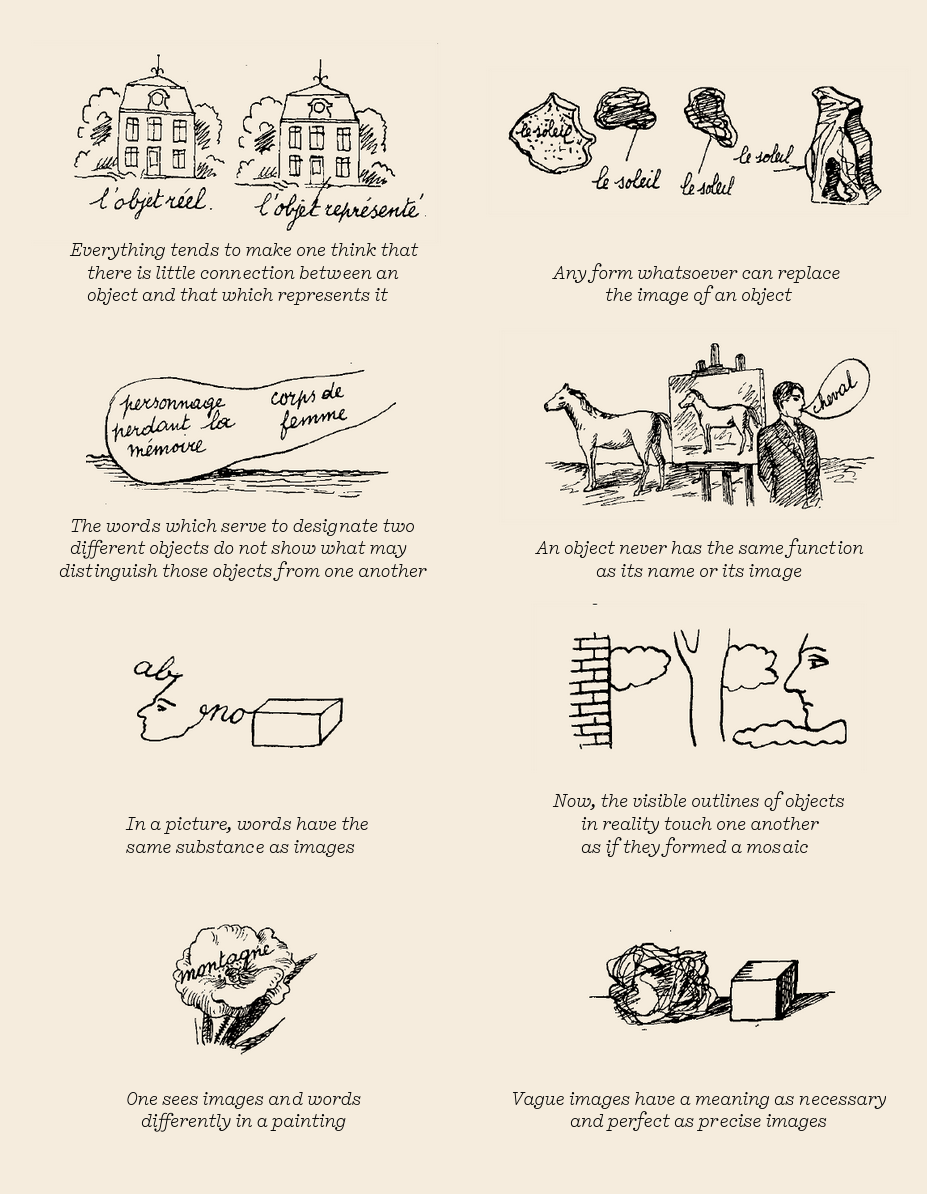 l'objet réel.
l'objet représenté.
Everything tends to make one think that
there is little connection between an
object and that which represents it
le soleil
le soleil
le soleil
le soleil
Any form whatsoever can replace
the image of an object
personnage
perdant la
mémoire
corps de
femme
The words which serve to designate two
different objects do not show what may
distinguish those objects from one another
cheval
An object never has the same function
as its name or its image
ab
no
In a picture, words have the
same substance as images
Now, the visible outlines of objects
in reality touch one another
as if they formed a mosaic
montagne
One sees images and words
differently in a painting
Vague images have a meaning as necessary
and perfect as precise images